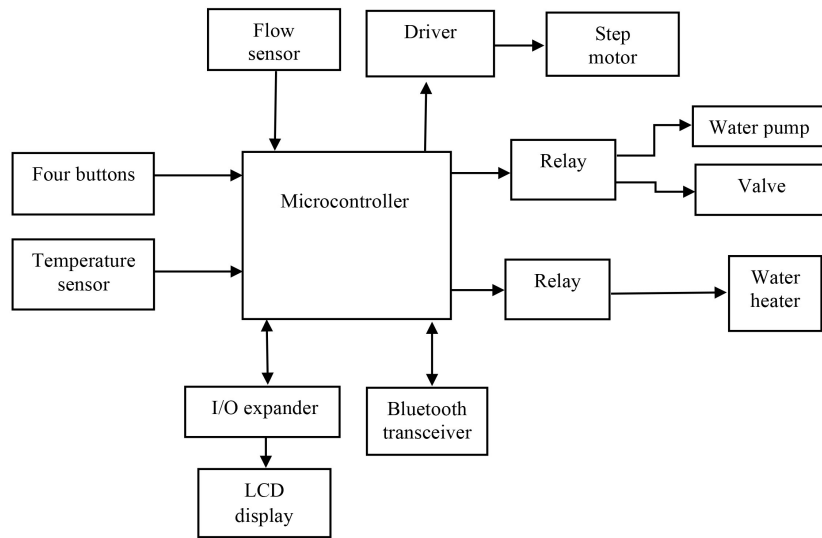 Flow
sensor
Driver
Step
motor
Water pump
Four buttons
Microcontroller
Relay
Valve
Temperature
sensor
Relay
Water
heater
I/O expander
Bluetooth
transceiver
LCD
display